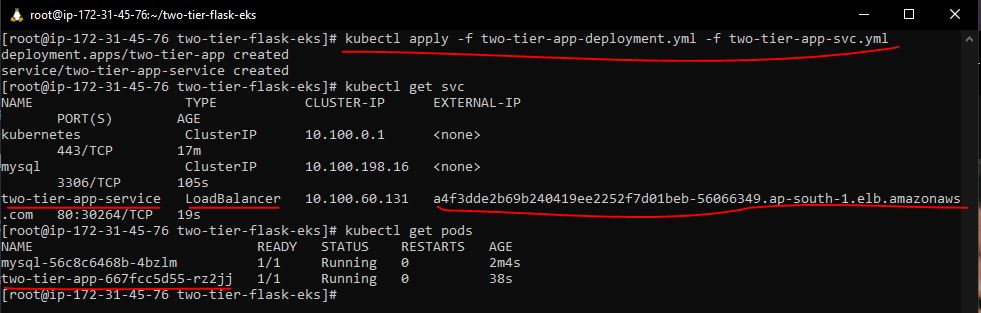 root@ip-172-31-45-76:~/two-tier-flask-eks
[root@ip-172-31-45-76 two-tier-flask-eks]# kubectl apply -f two-tier-app-deployment.yml -f two-tier-app-svc.yml
deployment.apps/two-tier-app created
service/two-tier-app-service created
[root@ip-172-31-45-76 two-tier-flask-eks]# kubectl get svc
NAME TYPE CLUSTER-IP EXTERNAL-IP
PORT(S) AGE
kubernetes ClusterIP 10.100.0.1 <none>
443/TCP 17m
mysql ClusterIP 10.100.198.16 <none>
3306/TCP 105s
two-tier-app-service LoadBalancer 10.100.60.131 a4f3dde2b69b240419ee2252f7d01beb-56066349.ap-south-1.elb.amazonaws
.com 80:30264/TCP 19s
[root@ip-172-31-45-76 two-tier-flask-eks]# kubectl get pods
NAME READY STATUS RESTARTS AGE
mysql-56c8c6468b-4bzlm 1/1 Running 0 2m4s
two-tier-app-667fcc5d55-rz2jj 1/1 Running 0 38s
[root@ip-172-31-45-76 two-tier-flask-eks]#